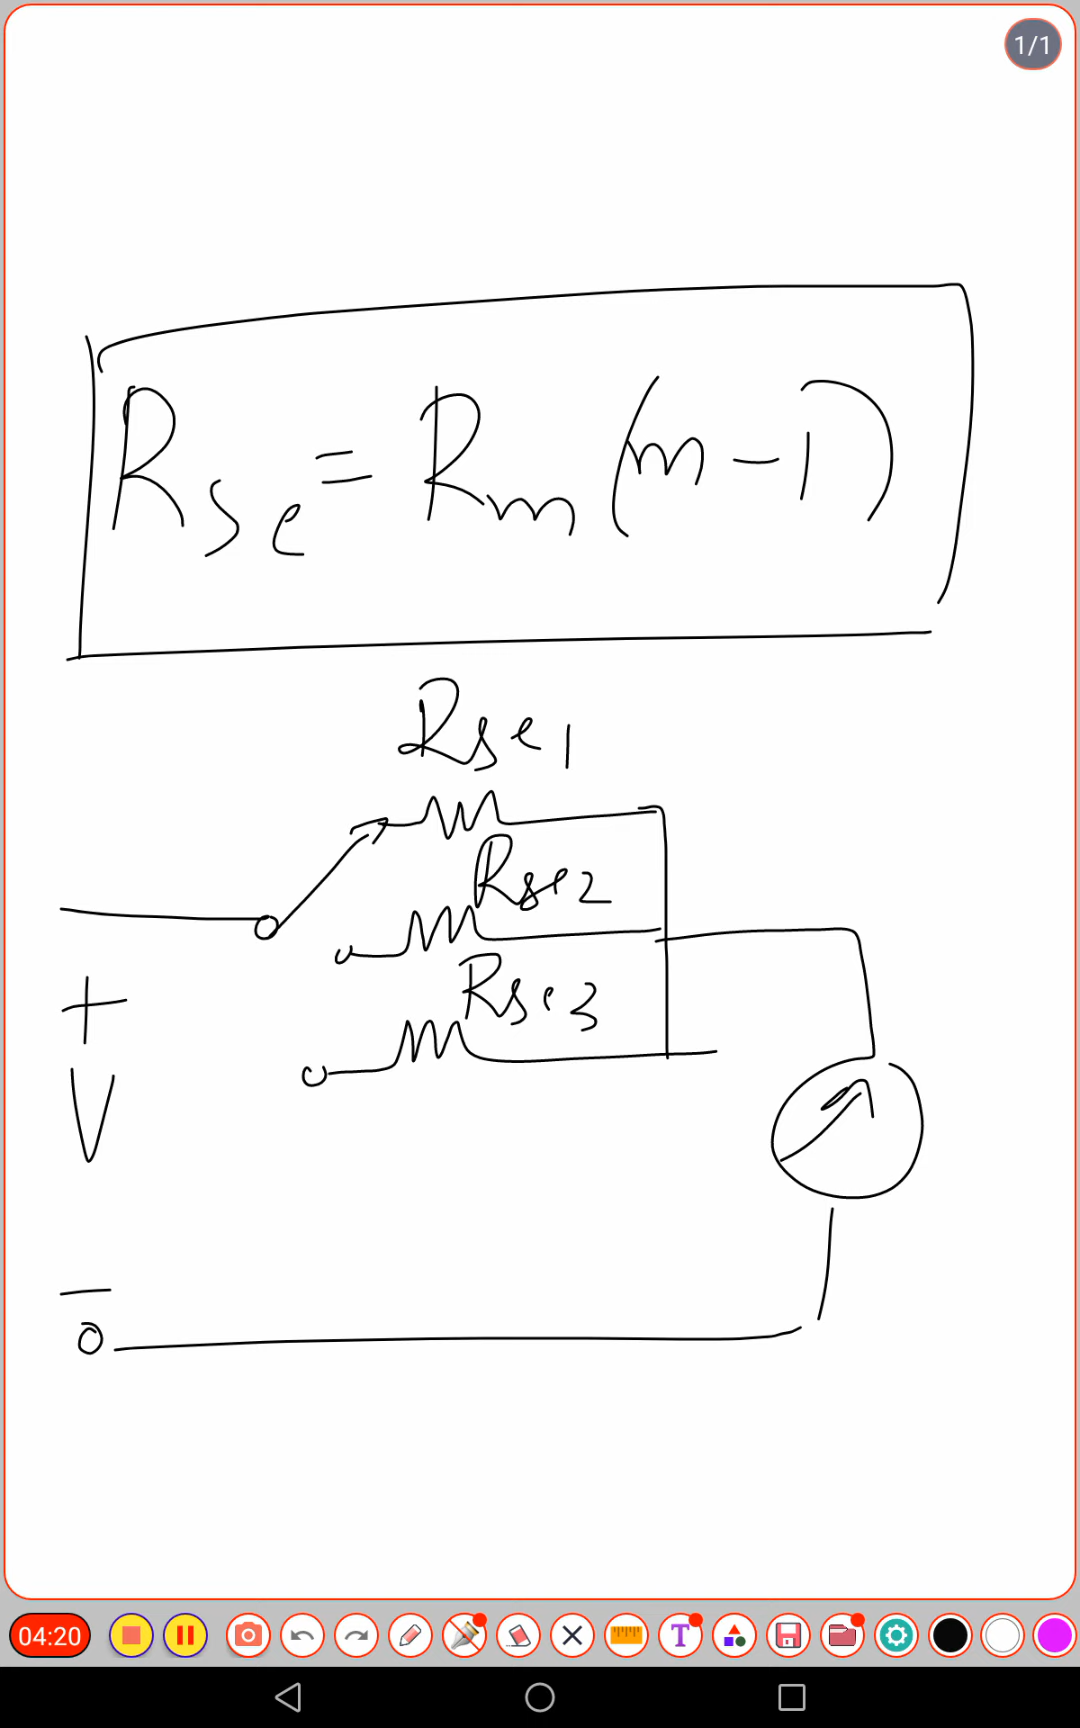 1/1
Rse = Rm (m-1)
Rse1
Rse2
Rse3
+
V
-
04:20
T